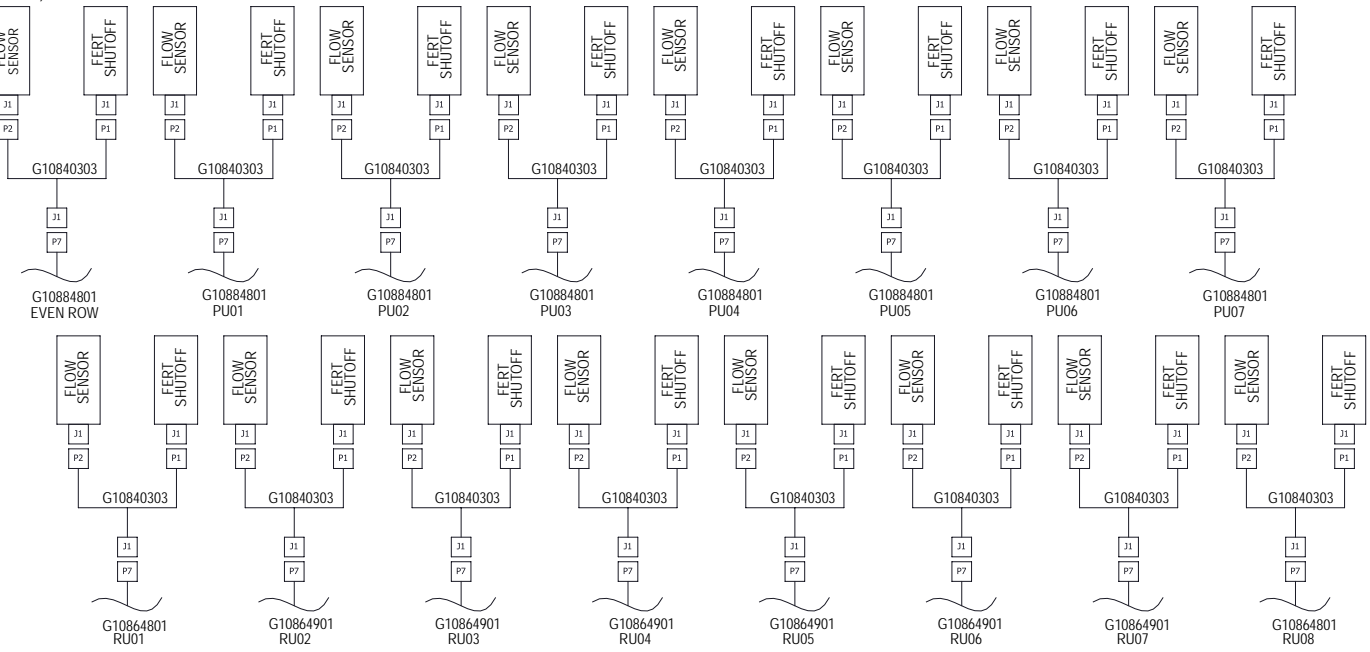 FLOW
SENSOR
FERT
SHUTOFF
FLOW
SENSOR
FERT
SHUTOFF
FLOW
SENSOR
FERT
SHUTOFF
FLOW
SENSOR
FERT
SHUTOFF
FLOW
SENSOR
FERT
SHUTOFF
FLOW
SENSOR
FERT
SHUTOFF
FLOW
SENSOR
FERT
SHUTOFF
FLOW
SENSOR
FERT
SHUTOFF
J1 J1 J1 J1 J1 J1 J1 J1 J1 J1 J1 J1 J1 J1 J1 J1
P2 P1 P2 P1 P2 P1 P2 P1 P2 P1 P2 P1 P2 P1 P2 P1
G10840303 G10840303 G10840303 G10840303 G10840303 G10840303 G10840303 G10840303
J1 J1 J1 J1 J1 J1 J1 J1
P7 P7 P7 P7 P7 P7 P7 P7
G10884801 G10884801 G10884801 G10884801 G10884801 G10884801 G10884801 G10884801
EVEN ROW PU01 PU02 PU03 PU04 PU05 PU06 PU07
FLOW
SENSOR
FERT
SHUTOFF
FLOW
SENSOR
FERT
SHUTOFF
FLOW
SENSOR
FERT
SHUTOFF
FLOW
SENSOR
FERT
SHUTOFF
FLOW
SENSOR
FERT
SHUTOFF
FLOW
SENSOR
FERT
SHUTOFF
FLOW
SENSOR
FERT
SHUTOFF
FLOW
SENSOR
FERT
SHUTOFF
J1 J1 J1 J1 J1 J1 J1 J1 J1 J1 J1 J1 J1 J1 J1 J1
P2 P1 P2 P1 P2 P1 P2 P1 P2 P1 P2 P1 P2 P1 P2 P1
G10840303 G10840303 G10840303 G10840303 G10840303 G10840303 G10840303 G10840303
J1 J1 J1 J1 J1 J1 J1 J1
P7 P7 P7 P7 P7 P7 P7 P7
G10864801 G10864901 G10864901 G10864901 G10864901 G10864901 G10864901 G10864801
RU01 RU02 RU03 RU04 RU05 RU06 RU07 RU08